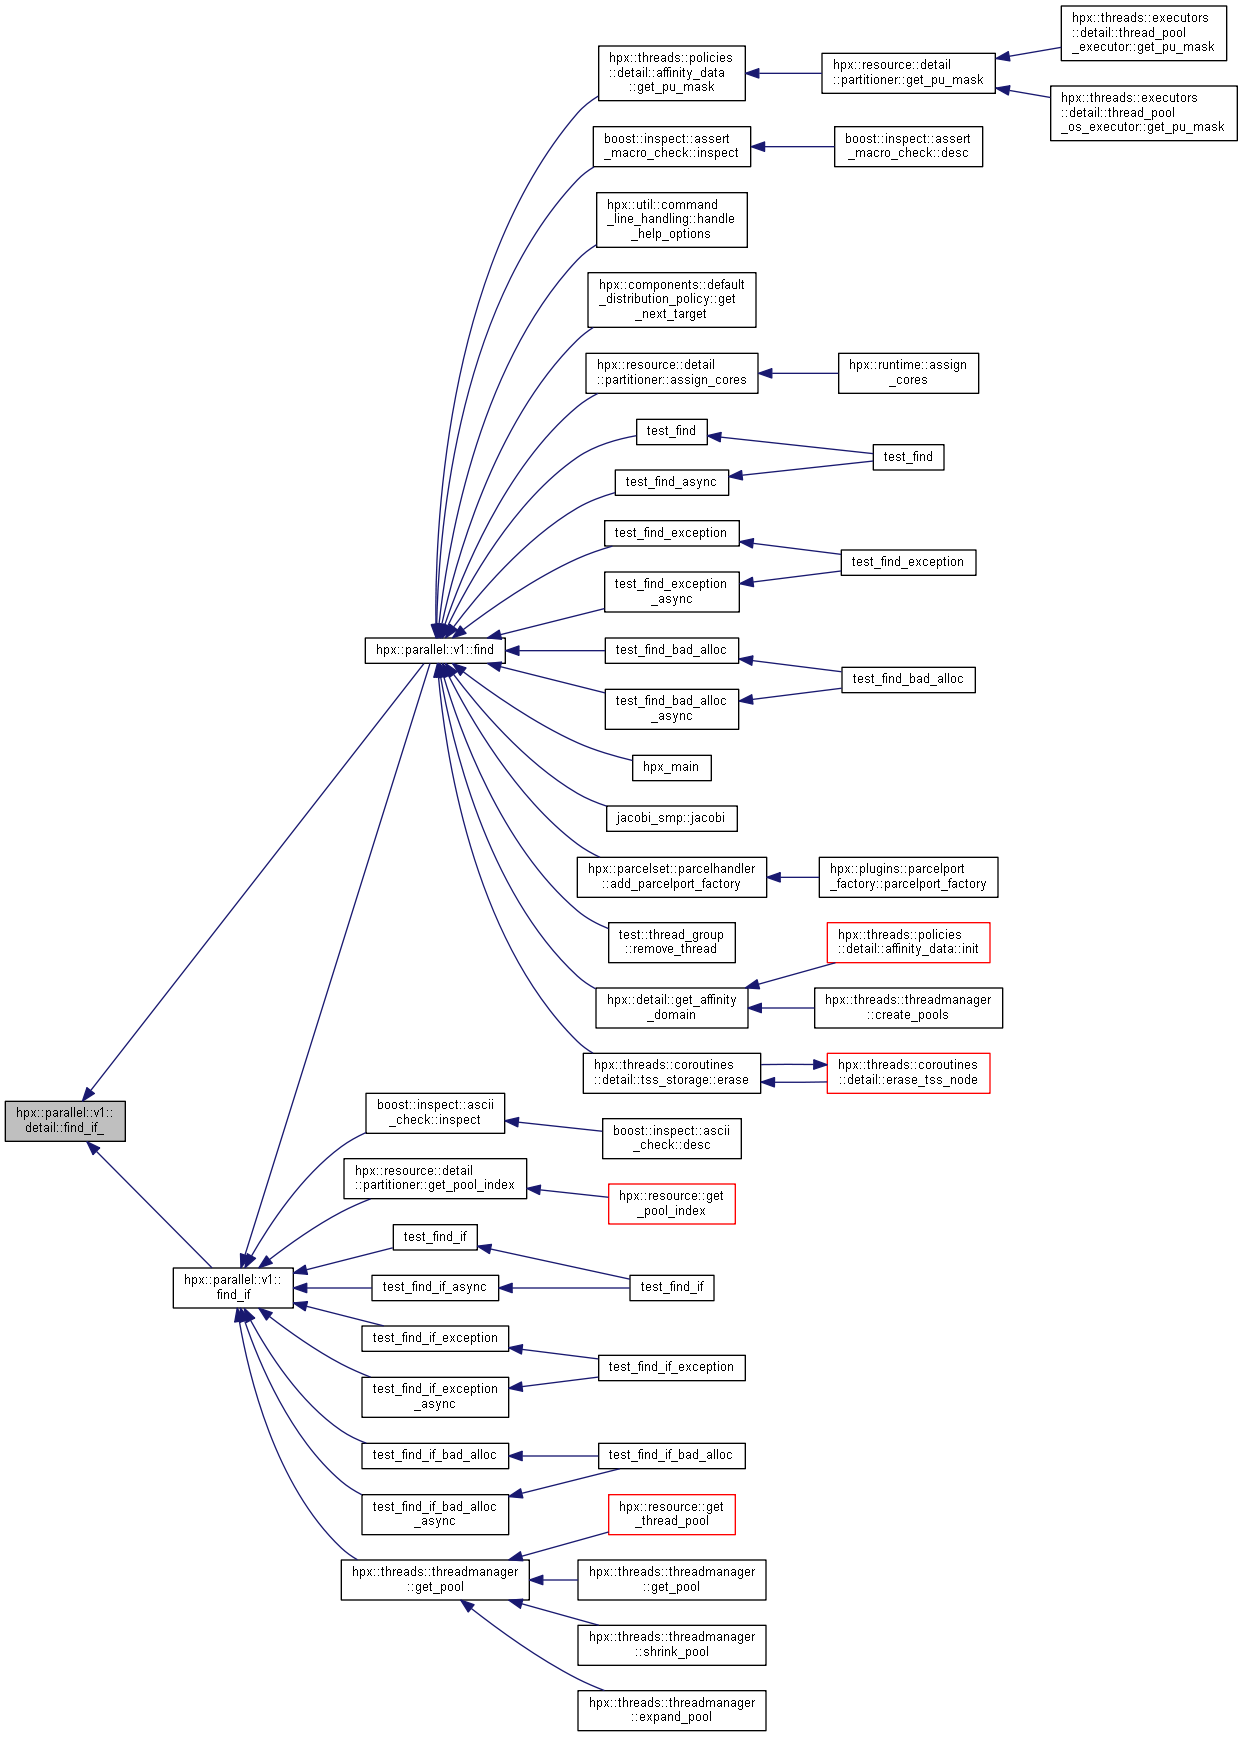 hpx::threads::executors
::detail::thread_pool
_executor::get_pu_mask
hpx::threads::policies
::detail::affinity_data
::get_pu_mask
hpx::resource::detail
::partitioner::get_pu_mask
hpx::threads::executors
::detail::thread_pool
_os_executor::get_pu_mask
boost::inspect::assert
_macro_check::inspect
boost::inspect::assert
_macro_check::desc
hpx::util::command
_line_handling::handle
_help_options
hpx::components::default
_distribution_policy::get
_next_target
hpx::resource::detail
::partitioner::assign_cores
hpx::runtime::assign
_cores
test_find
test_find
test_find_async
test_find_exception
test_find_exception
test_find_exception
_async
hpx::parallel::v1::find
test_find_bad_alloc
test_find_bad_alloc
test_find_bad_alloc
_async
hpx_main
jacobi_smp::jacobi
hpx::parcelset::parcelhandler
::add_parcelport_factory
hpx::plugins::parcelport
_factory::parcelport_factory
test::thread_group
::remove_thread
hpx::threads::policies
::detail::affinity_data::init
hpx::detail::get_affinity
_domain
hpx::threads::threadmanager
::create_pools
hpx::threads::coroutines
::detail::tss_storage::erase
hpx::threads::coroutines
::detail::erase_tss_node
hpx::parallel::v1::
detail::find_if_
boost::inspect::ascii
_check::inspect
boost::inspect::ascii
_check::desc
hpx::resource::detail
::partitioner::get_pool_index
hpx::resource::get
_pool_index
test_find_if
hpx::parallel::v1::
find_if
test_find_if_async
test_find_if
test_find_if_exception
test_find_if_exception
test_find_if_exception
_async
test_find_if_bad_alloc
test_find_if_bad_alloc
test_find_if_bad_alloc
_async
hpx::resource::get
_thread_pool
hpx::threads::threadmanager
::get_pool
hpx::threads::threadmanager
::get_pool
hpx::threads::threadmanager
::shrink_pool
hpx::threads::threadmanager
::expand_pool